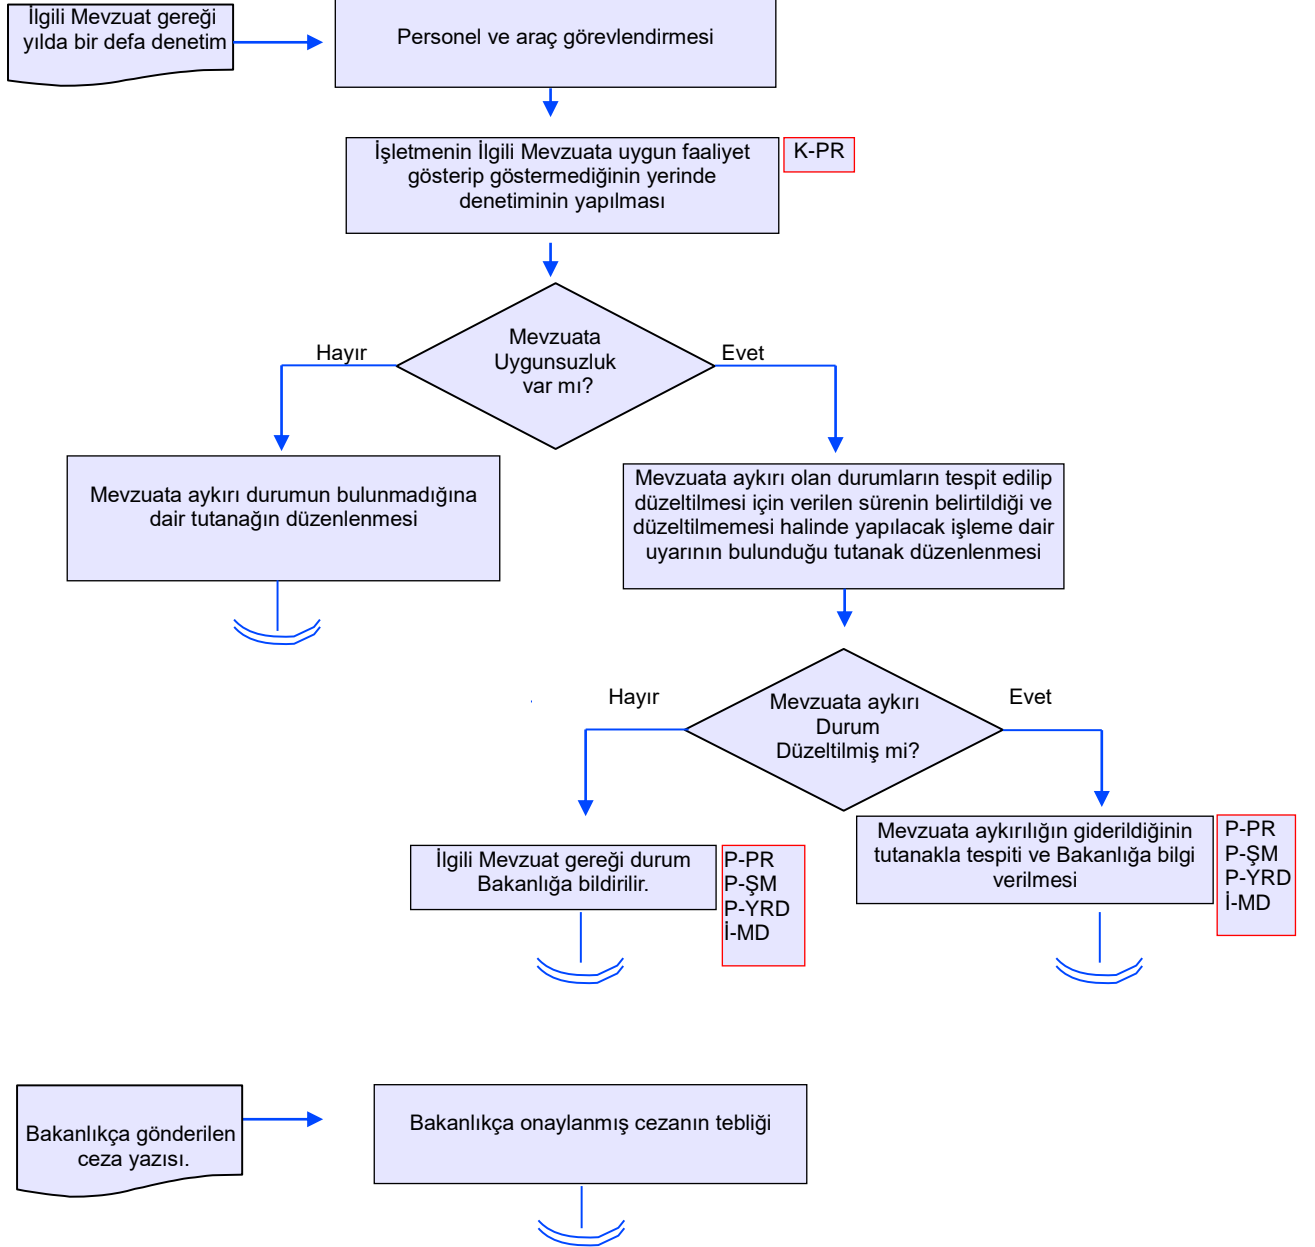 İlgili Mevzuat gereği
yılda bir defa denetim
Personel ve araç görevlendirmesi
İşletmenin İlgili Mevzuata uygun faaliyet
gösterip göstermediğinin yerinde
denetiminin yapılması
K-PR
Mevzuata
Uygunsuzluk
var mı?
Hayır
Evet
Mevzuata aykırı durumun bulunmadığına
dair tutanağın düzenlenmesi
Mevzuata aykırı olan durumların tespit edilip
düzeltilmesi için verilen sürenin belirtildiği ve
düzeltilmemesi halinde yapılacak işleme dair
uyarının bulunduğu tutanak düzenlenmesi
Hayır
Mevzuata aykırı
Durum
Düzeltilmiş mi?
Evet
İlgili Mevzuat gereği durum
Bakanlığa bildirilir.
P-PR
P-ŞM
P-YRD
İ-MD
Mevzuata aykırılığın giderildiğinin
tutanakla tespiti ve Bakanlığa bilgi
verilmesi
P-PR
P-ŞM
P-YRD
İ-MD
Bakanlıkça gönderilen
ceza yazısı.
Bakanlıkça onaylanmış cezanın tebliği